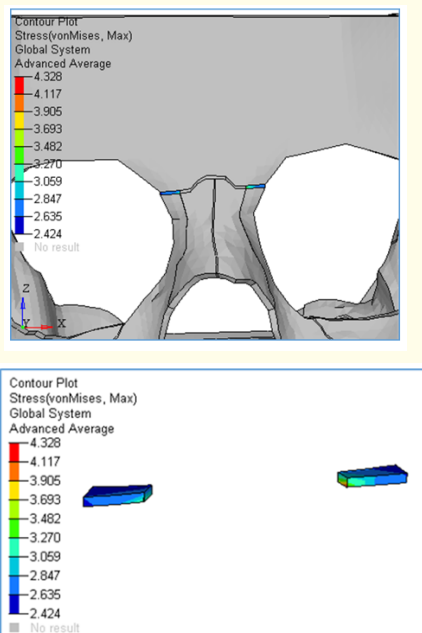 Contour Plot
Stress(vonMises, Max)
Global System
Advanced Average
4.328
4.117
3.905
3.693
3.482
3.270
3.059
2.847
2.635
2.424
No result
Z
Y X
Contour Plot
Stress(vonMises, Max)
Global System
Advanced Average
4.328
4.117
3.905
3.693
3.482
3.270
3.059
2.847
2.635
2.424
No result